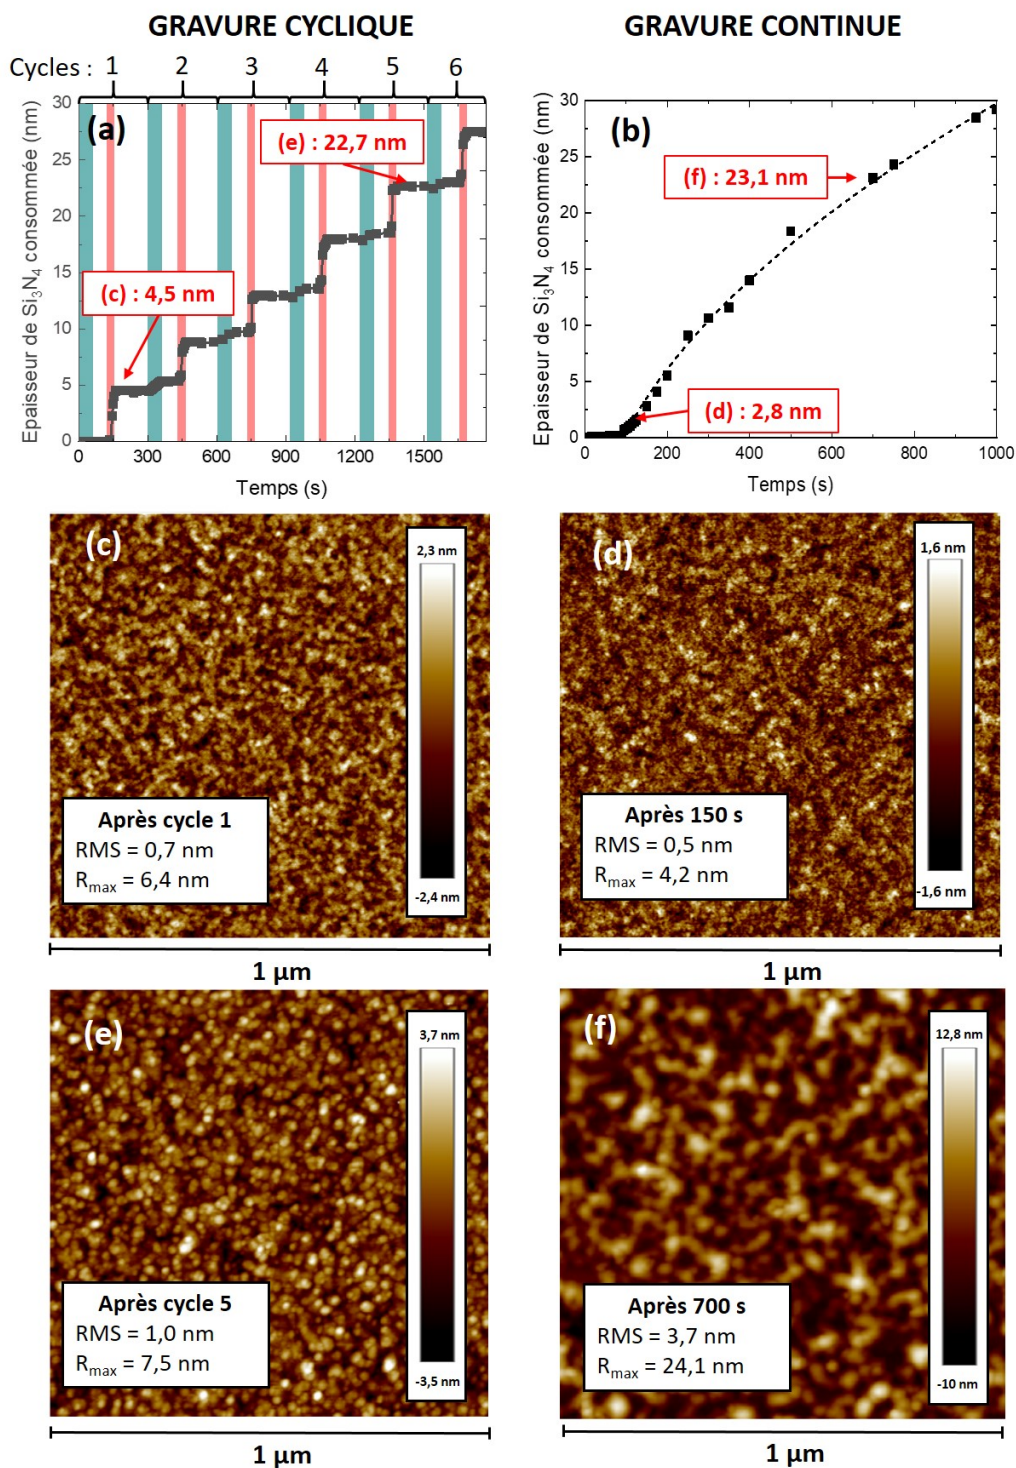 GRAVURE CYCLIQUE
GRAVURE CONTINUE
Cycles : 1 2 3 4 5 6
(a)
(e) : 22,7 nm
(c) : 4,5 nm
Epaisseur de Si₃N₄ consommée (nm)
30
25
20
15
10
5
0
0 300 600 900 1200 1500
Temps (s)
(b)
(f) : 23,1 nm
(d) : 2,8 nm
Epaisseur de Si₃N₄ consommée (nm)
30
25
20
15
10
5
0
0 200 400 600 800 1000
Temps (s)
(c)
2,3 nm
-2,4 nm
Après cycle 1
RMS = 0,7 nm
Rmax = 6,4 nm
1 µm
(d)
1,6 nm
-1,6 nm
Après 150 s
RMS = 0,5 nm
Rmax = 4,2 nm
1 µm
(e)
3,7 nm
-3,5 nm
Après cycle 5
RMS = 1,0 nm
Rmax = 7,5 nm
1 µm
(f)
12,8 nm
-10 nm
Après 700 s
RMS = 3,7 nm
Rmax = 24,1 nm
1 µm